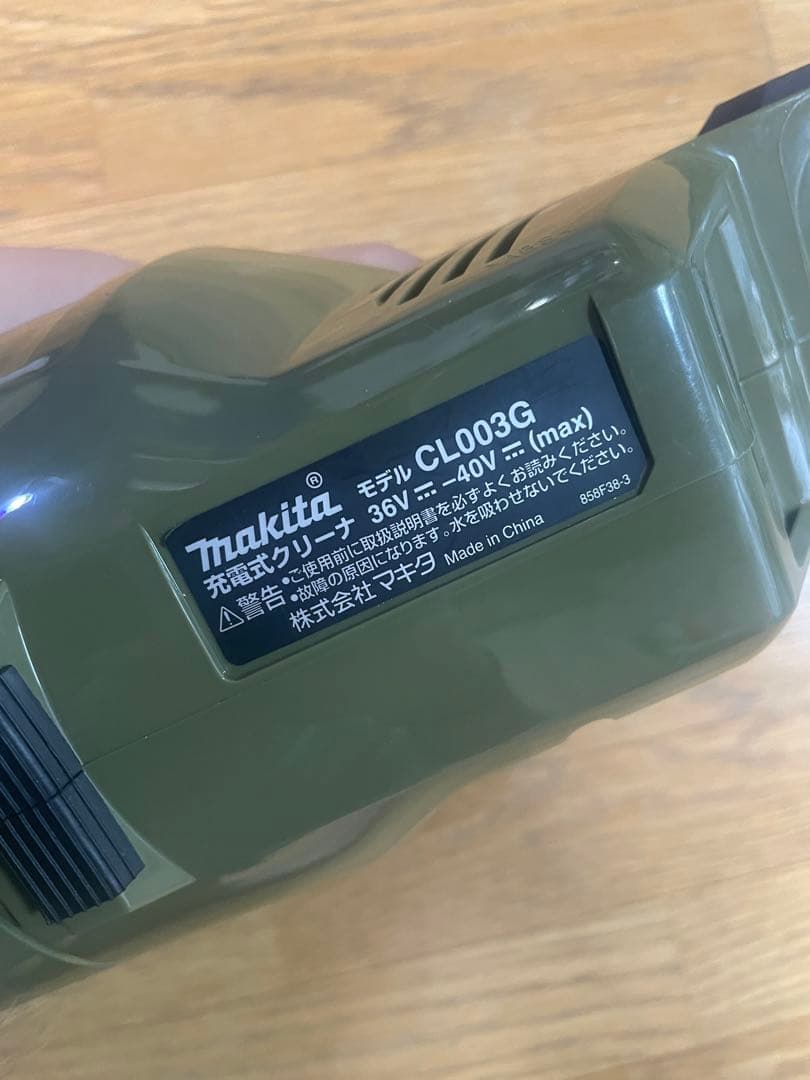 makita® モデル CL003G
充電式クリーナ 36V⎓-40V⎓(max)
⚠警告 •ご使用前に取扱説明書を必ずよくお読みください。
•故障の原因になります。水を吸わせないでください。
株式会社 マキタ Made in China 858F38-3